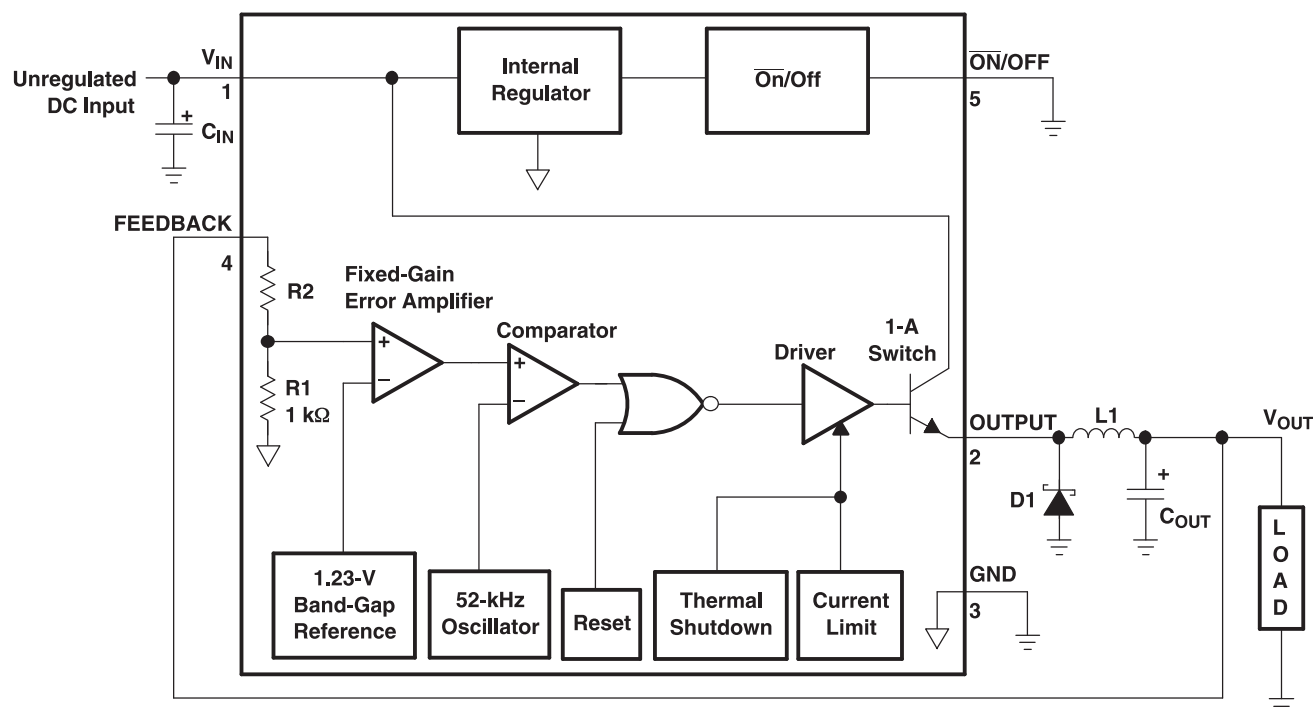 Unregulated
DC Input
V_IN
1
+
C_IN
Internal
Regulator
O̅n̅/Off
O̅N̅/OFF
5
FEEDBACK
4
R2
R1
1 kΩ
Fixed-Gain
Error Amplifier
+
−
Comparator
+
−
Driver
1-A
Switch
OUTPUT
2
L1
V_OUT
D1
+
C_OUT
LOAD
1.23-V
Band-Gap
Reference
52-kHz
Oscillator
Reset
Thermal
Shutdown
Current
Limit
GND
3